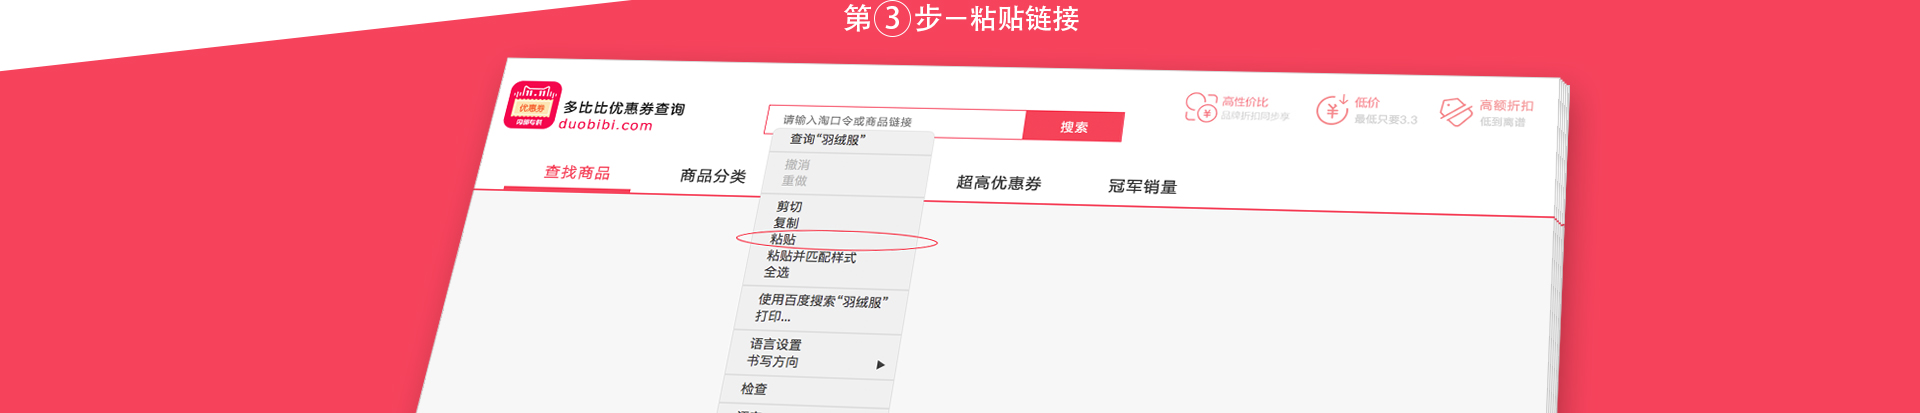 第③步－粘贴链接
优惠券
多比比优惠券查询
duobibi.com
请输入淘口令或商品链接
搜索
高性价比
品牌折扣同步享
低价
最低只要3.3
高额折扣
低到离谱
查找商品
商品分类
超高优惠券
冠军销量
查询“羽绒服”
撤消
重做
剪切
复制
粘贴
粘贴并匹配样式
全选
使用百度搜索“羽绒服”
打印...
语言设置
书写方向
检查